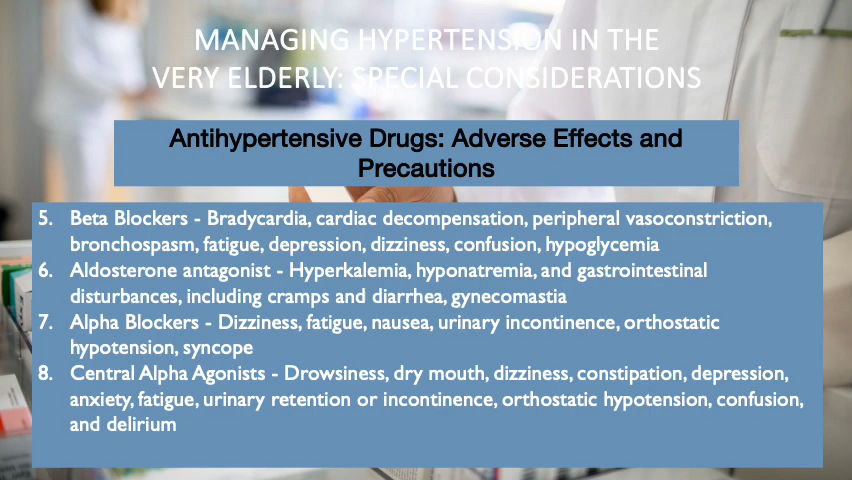 MANAGING HYPERTENSION IN THE
VERY ELDERLY: SPECIAL CONSIDERATIONS
Antihypertensive Drugs: Adverse Effects and
Precautions
5. Beta Blockers - Bradycardia, cardiac decompensation, peripheral vasoconstriction,
bronchospasm, fatigue, depression, dizziness, confusion, hypoglycemia
6. Aldosterone antagonist - Hyperkalemia, hyponatremia, and gastrointestinal
disturbances, including cramps and diarrhea, gynecomastia
7. Alpha Blockers - Dizziness, fatigue, nausea, urinary incontinence, orthostatic
hypotension, syncope
8. Central Alpha Agonists - Drowsiness, dry mouth, dizziness, constipation, depression,
anxiety, fatigue, urinary retention or incontinence, orthostatic hypotension, confusion,
and delirium